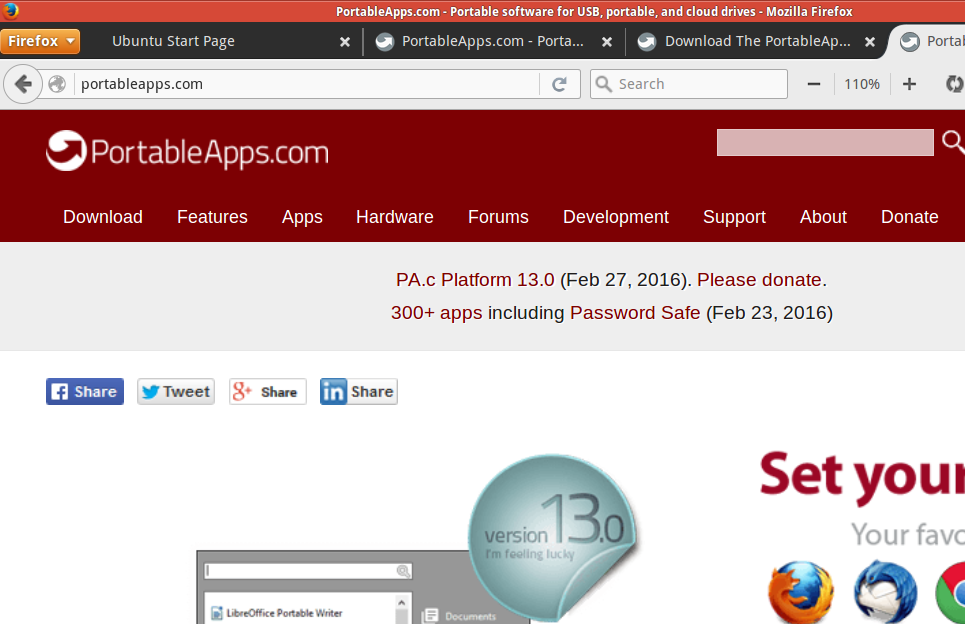 PortableApps.com - Portable software for USB, portable, and cloud drives - Mozilla Firefox
Firefox Ubuntu Start Page PortableApps.com - Porta... Download The PortableAp... Portab
portableapps.com Search 110%
PortableApps.com
Download Features Apps Hardware Forums Development Support About Donate
PA.c Platform 13.0 (Feb 27, 2016). Please donate.
300+ apps including Password Safe (Feb 23, 2016)
Share Tweet Share Share
Set your
Your favo
version 13.0
I'm feeling lucky
LibreOffice Portable Writer
Documents